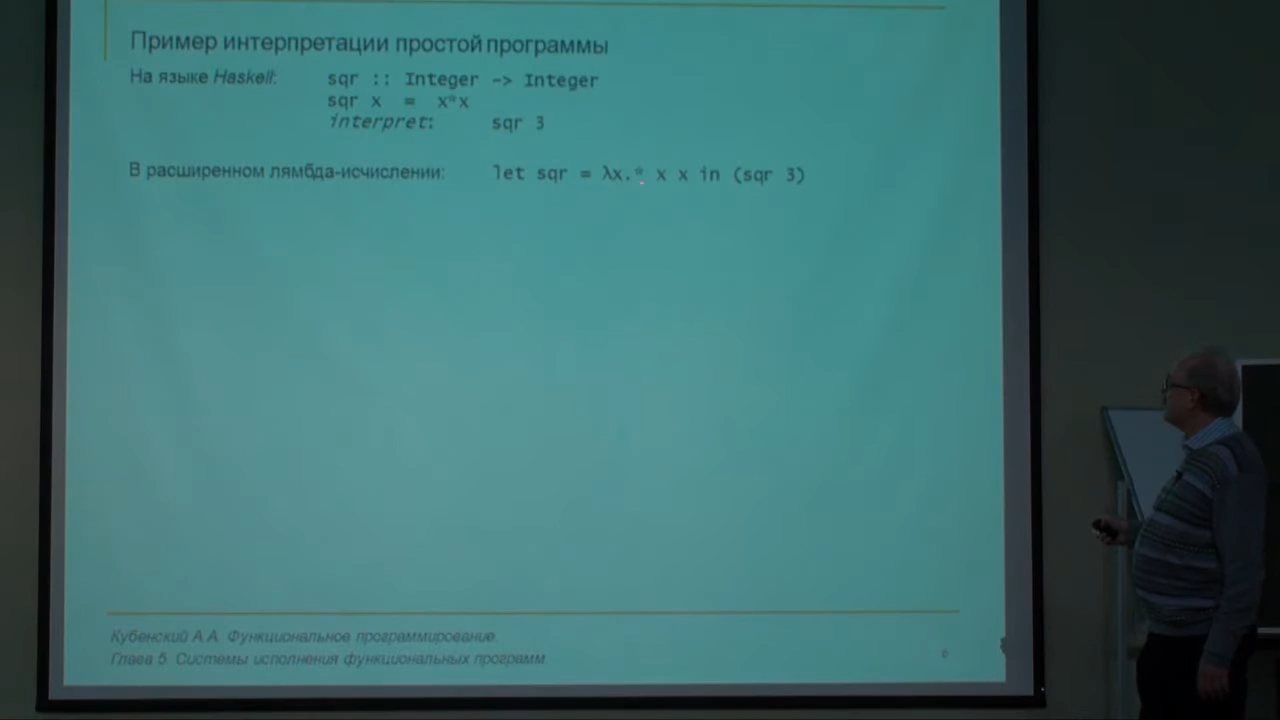 Пример интерпретации простой программы
На языке Haskell: sqr :: Integer -> Integer
sqr x = x*x
interpret: sqr 3
В расширенном лямбда-исчислении: let sqr = λx.* x x in (sqr 3)
Кубенский А.А. Функциональное программирование.
Глава 5. Системы исполнения функциональных программ.